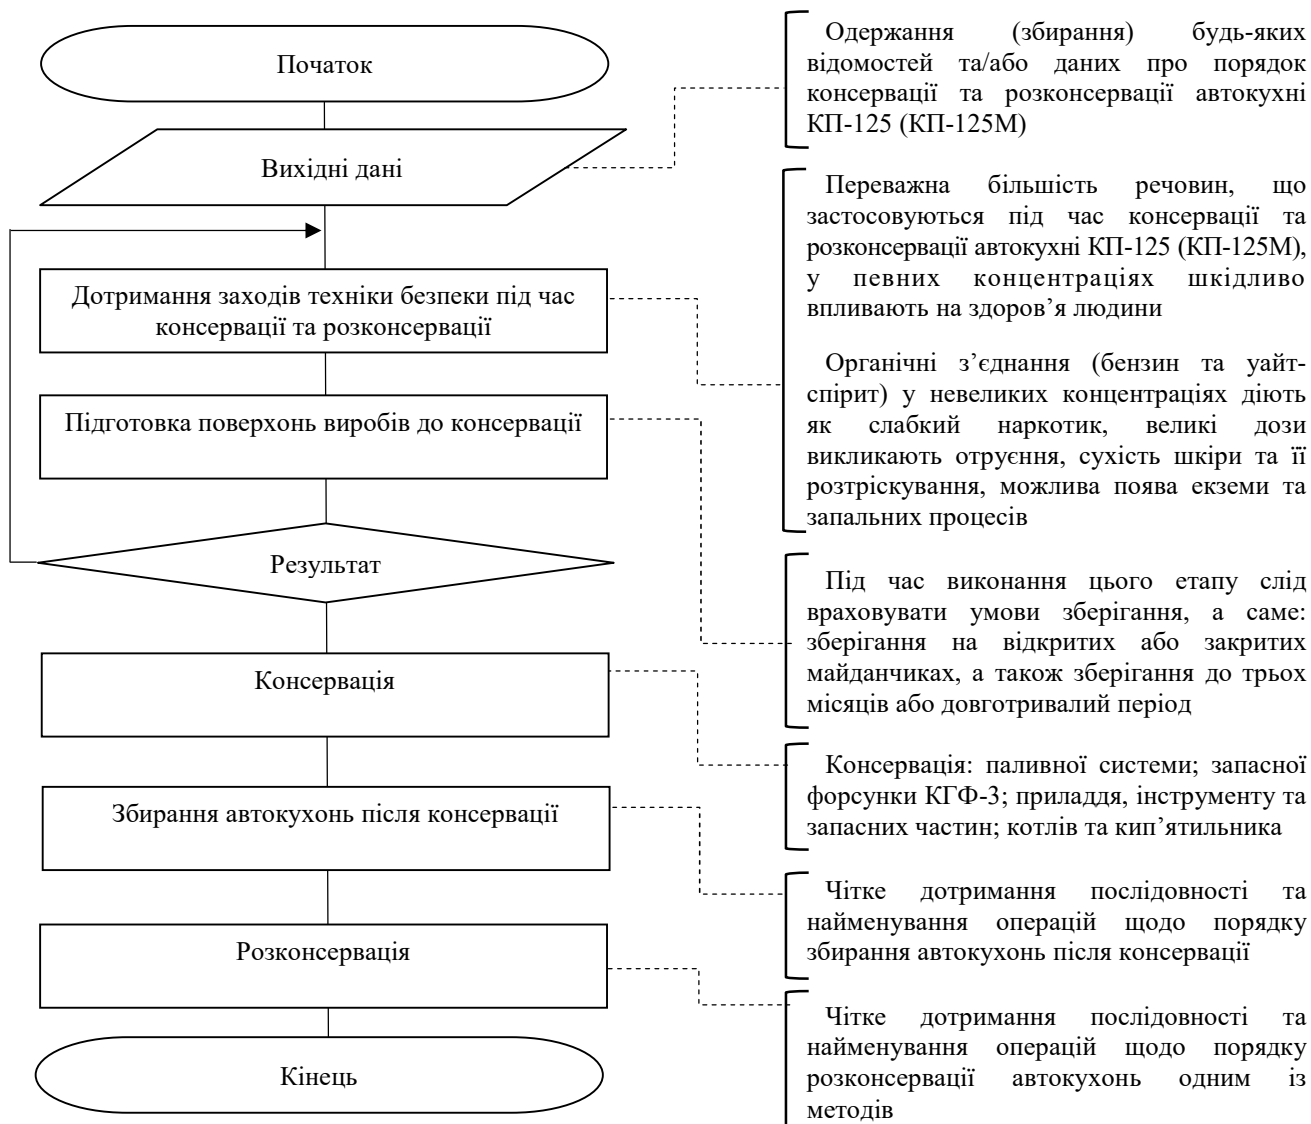 Початок
Вихідні дані
Дотримання заходів техніки безпеки під час
консервації та розконсервації
Підготовка поверхонь виробів до консервації
Результат
Консервація
Збирання автокухонь після консервації
Розконсервація
Кінець
Одержання (збирання) будь-яких
відомостей та/або даних про порядок
консервації та розконсервації автокухні
КП-125 (КП-125М)
Переважна більшість речовин, що
застосовуються під час консервації та
розконсервації автокухні КП-125 (КП-125М),
у певних концентраціях шкідливо
впливають на здоров’я людини
Органічні з’єднання (бензин та уайт-
спірит) у невеликих концентраціях діють
як слабкий наркотик, великі дози
викликають отруєння, сухість шкіри та її
розтріскування, можлива поява екземи та
запальних процесів
Під час виконання цього етапу слід
враховувати умови зберігання, а саме:
зберігання на відкритих або закритих
майданчиках, а також зберігання до трьох
місяців або довготривалий період
Консервація: паливної системи; запасної
форсунки КГФ-3; приладдя, інструменту та
запасних частин; котлів та кип’ятильника
Чітке дотримання послідовності та
найменування операцій щодо порядку
збирання автокухонь після консервації
Чітке дотримання послідовності та
найменування операцій щодо порядку
розконсервації автокухонь одним із
методів